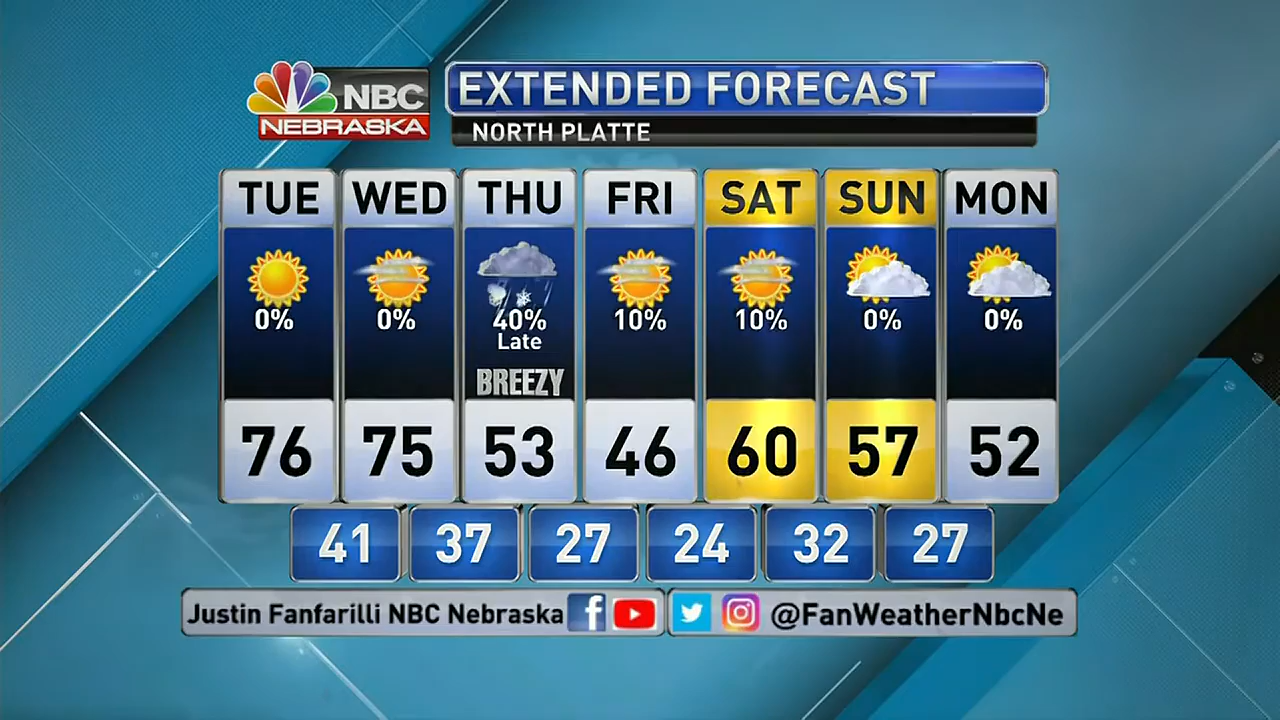 NBC
NEBRASKA
EXTENDED FORECAST
NORTH PLATTE
TUE WED THU FRI SAT SUN MON
0% 0% 40% 10% 10% 0% 0%
Late
BREEZY
76 75 53 46 60 57 52
41 37 27 24 32 27
Justin Fanfarilli NBC Nebraska f @FanWeatherNbcNe